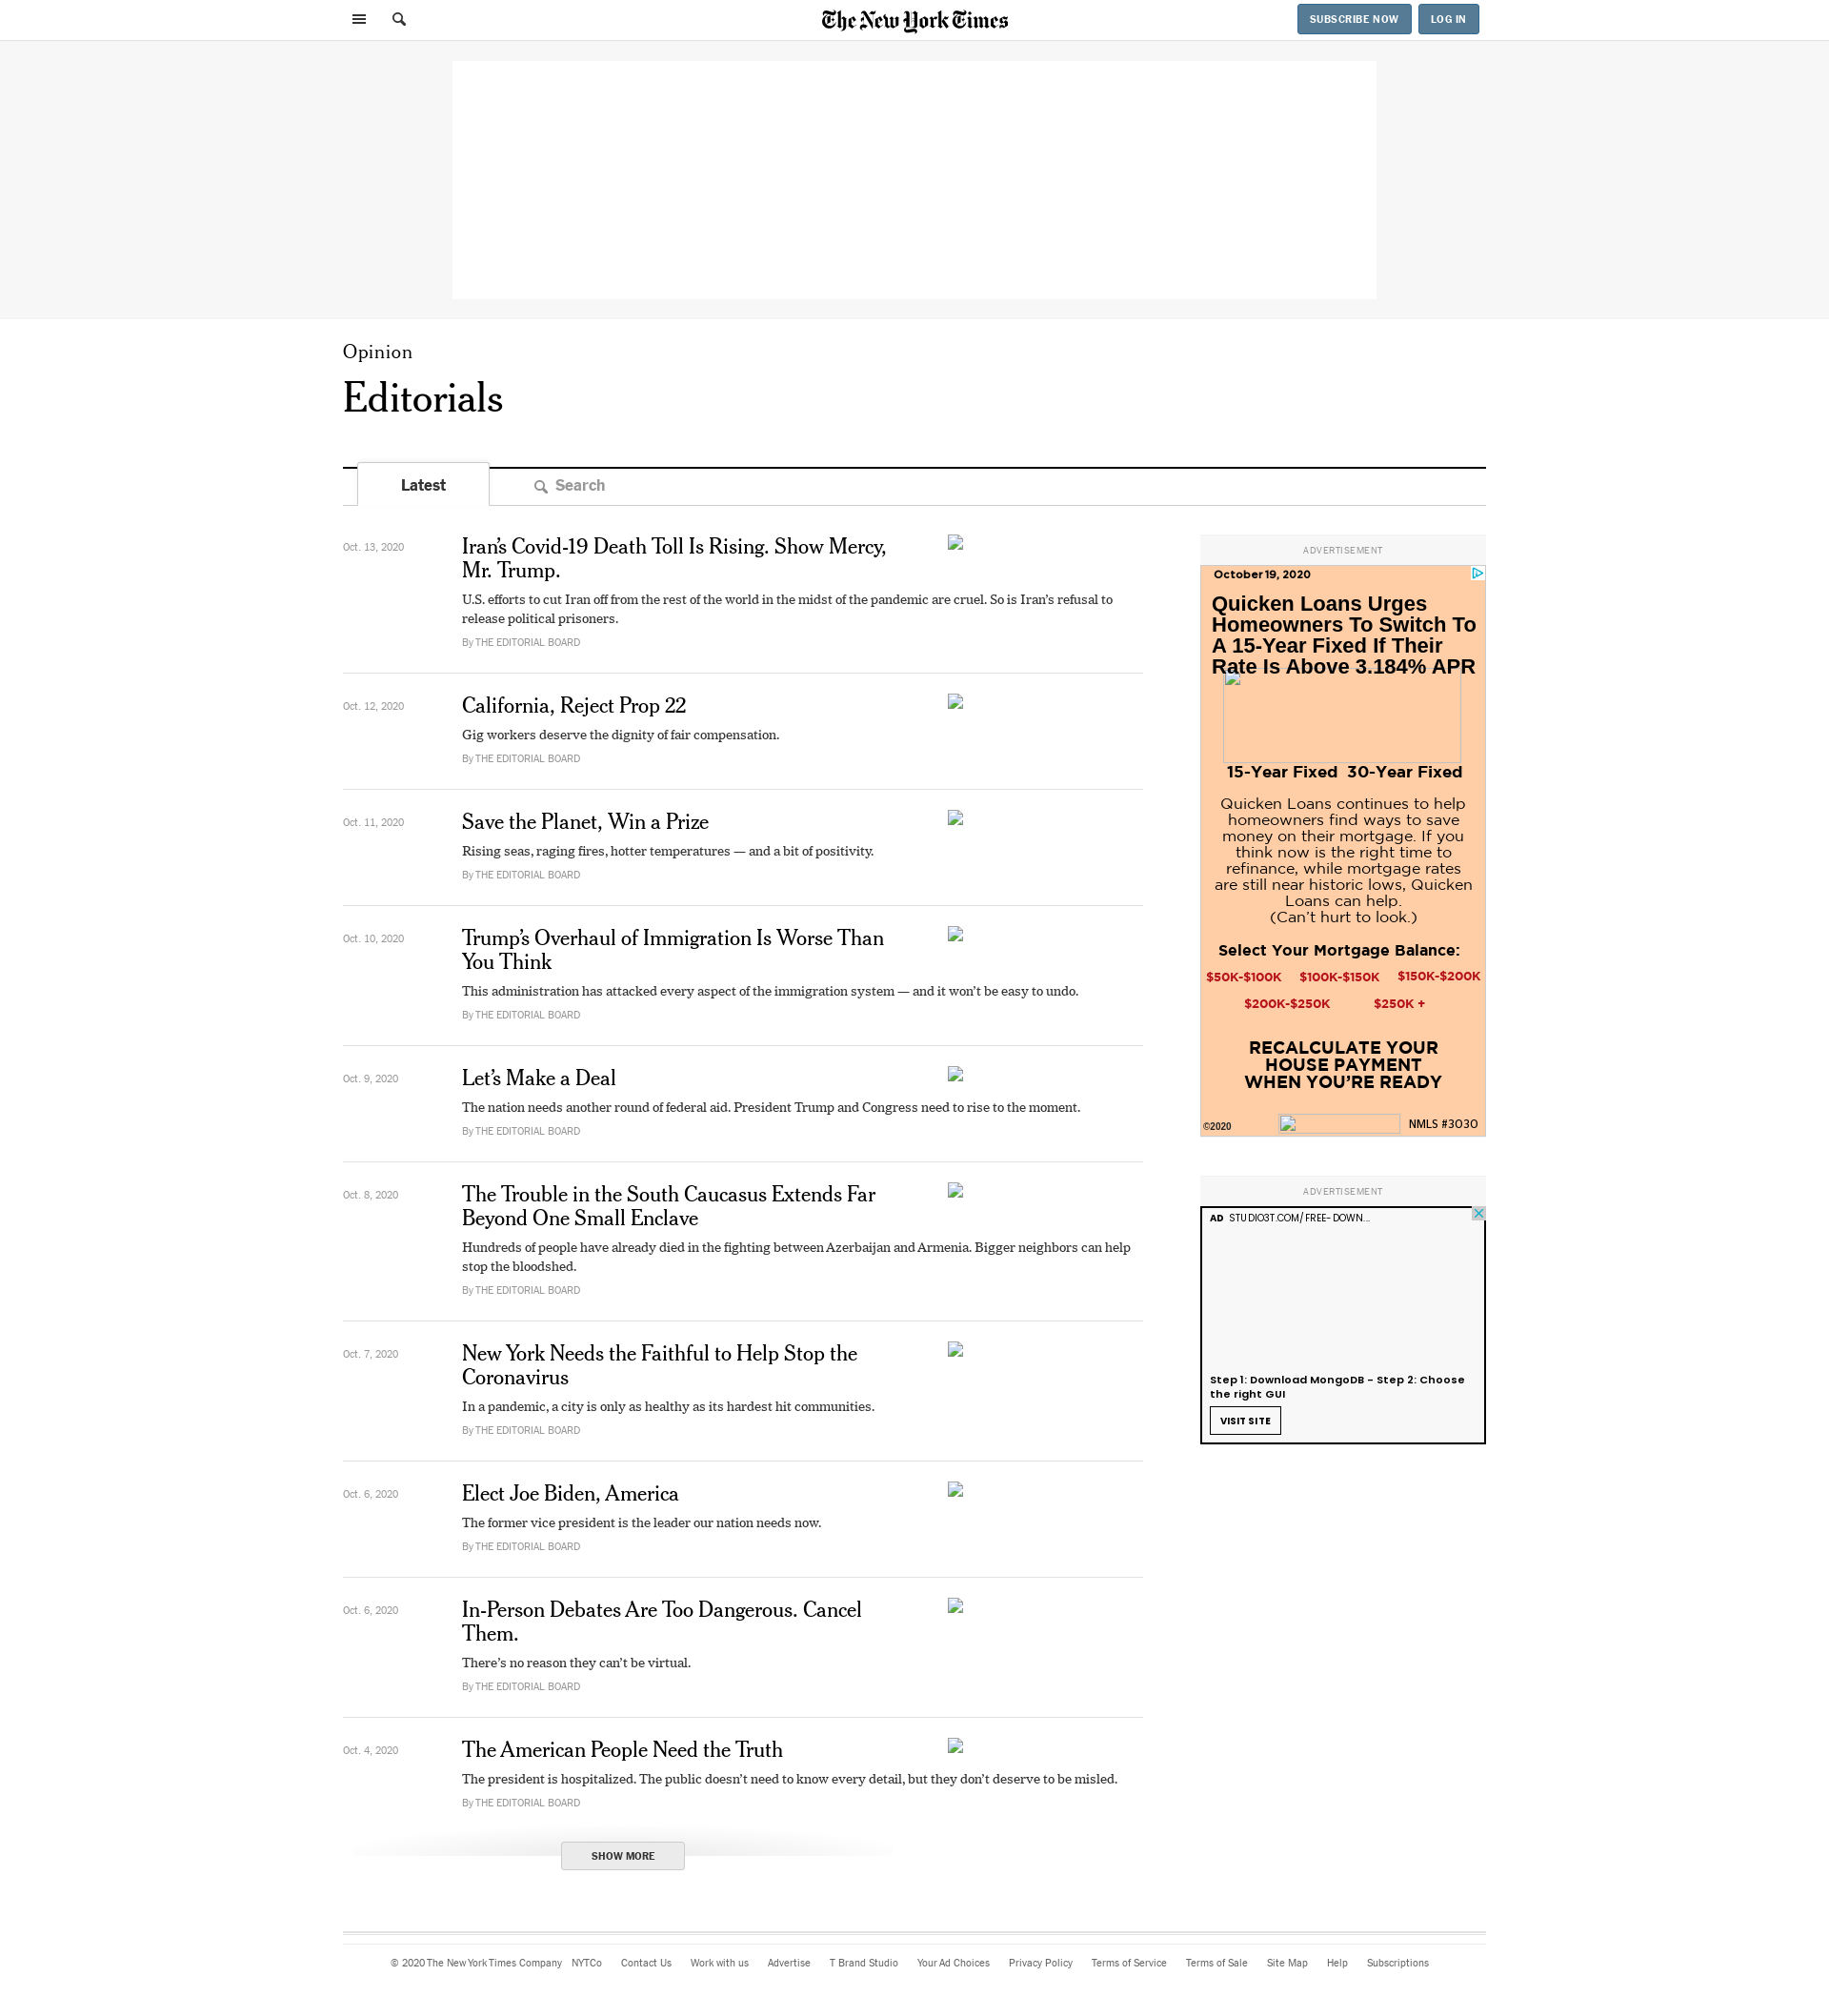 The New York Times
SUBSCRIBE NOW
LOG IN
Opinion
Editorials
Latest
Search
Oct. 13, 2020
Iran’s Covid-19 Death Toll Is Rising. Show Mercy,
Mr. Trump.
U.S. efforts to cut Iran off from the rest of the world in the midst of the pandemic are cruel. So is Iran’s refusal to
release political prisoners.
By THE EDITORIAL BOARD
Oct. 12, 2020
California, Reject Prop 22
Gig workers deserve the dignity of fair compensation.
By THE EDITORIAL BOARD
Oct. 11, 2020
Save the Planet, Win a Prize
Rising seas, raging fires, hotter temperatures — and a bit of positivity.
By THE EDITORIAL BOARD
Oct. 10, 2020
Trump’s Overhaul of Immigration Is Worse Than
You Think
This administration has attacked every aspect of the immigration system — and it won’t be easy to undo.
By THE EDITORIAL BOARD
Oct. 9, 2020
Let’s Make a Deal
The nation needs another round of federal aid. President Trump and Congress need to rise to the moment.
By THE EDITORIAL BOARD
Oct. 8, 2020
The Trouble in the South Caucasus Extends Far
Beyond One Small Enclave
Hundreds of people have already died in the fighting between Azerbaijan and Armenia. Bigger neighbors can help
stop the bloodshed.
By THE EDITORIAL BOARD
Oct. 7, 2020
New York Needs the Faithful to Help Stop the
Coronavirus
In a pandemic, a city is only as healthy as its hardest hit communities.
By THE EDITORIAL BOARD
Oct. 6, 2020
Elect Joe Biden, America
The former vice president is the leader our nation needs now.
By THE EDITORIAL BOARD
Oct. 6, 2020
In-Person Debates Are Too Dangerous. Cancel
Them.
There’s no reason they can’t be virtual.
By THE EDITORIAL BOARD
Oct. 4, 2020
The American People Need the Truth
The president is hospitalized. The public doesn’t need to know every detail, but they don’t deserve to be misled.
By THE EDITORIAL BOARD
SHOW MORE
ADVERTISEMENT
October 19, 2020
Quicken Loans Urges
Homeowners To Switch To
A 15-Year Fixed If Their
Rate Is Above 3.184% APR
15-Year Fixed 30-Year Fixed
Quicken Loans continues to help
homeowners find ways to save
money on their mortgage. If you
think now is the right time to
refinance, while mortgage rates
are still near historic lows, Quicken
Loans can help.
(Can’t hurt to look.)
Select Your Mortgage Balance:
$50K-$100K $100K-$150K $150K-$200K
$200K-$250K $250K +
RECALCULATE YOUR
HOUSE PAYMENT
WHEN YOU’RE READY
©2020 NMLS #3030
ADVERTISEMENT
AD STUDIO3T.COM/FREE-DOWN...
Step 1: Download MongoDB - Step 2: Choose
the right GUI
VISIT SITE
© 2020 The New York Times Company NYTCo Contact Us Work with us Advertise T Brand Studio Your Ad Choices Privacy Policy Terms of Service Terms of Sale Site Map Help Subscriptions